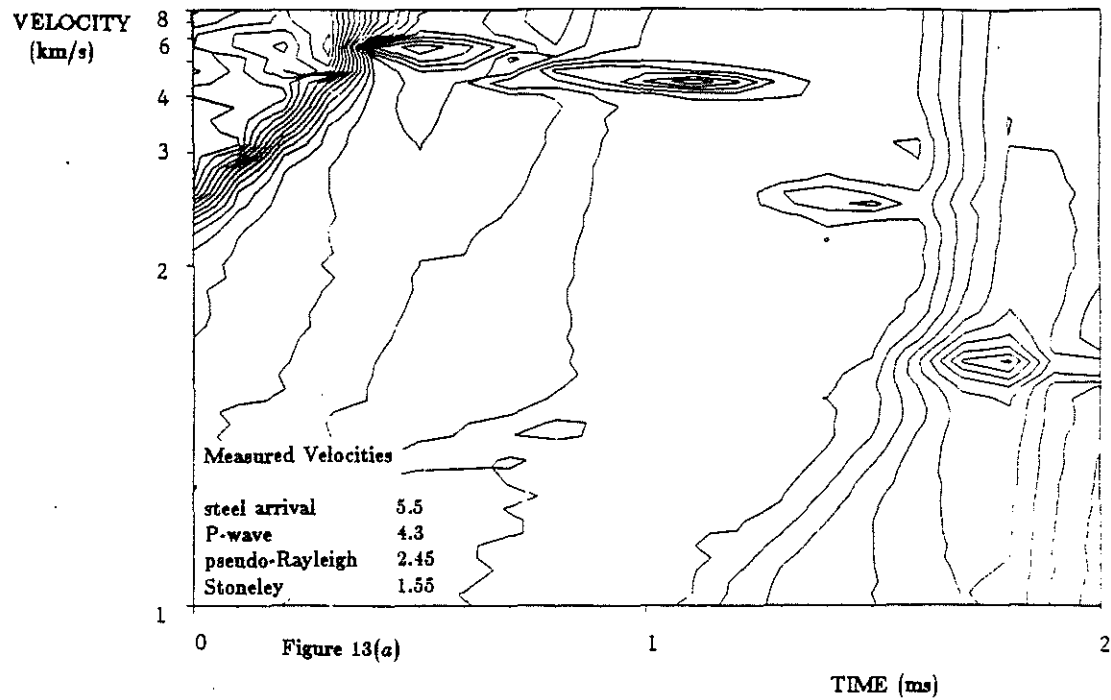 VELOCITY
(km/s)
8
6
4
3
2
1
Measured Velocities
steel arrival 5.5
P-wave 4.3
pseudo-Rayleigh 2.45
Stoneley 1.55
0
1
2
Figure 13(a)
TIME (ms)